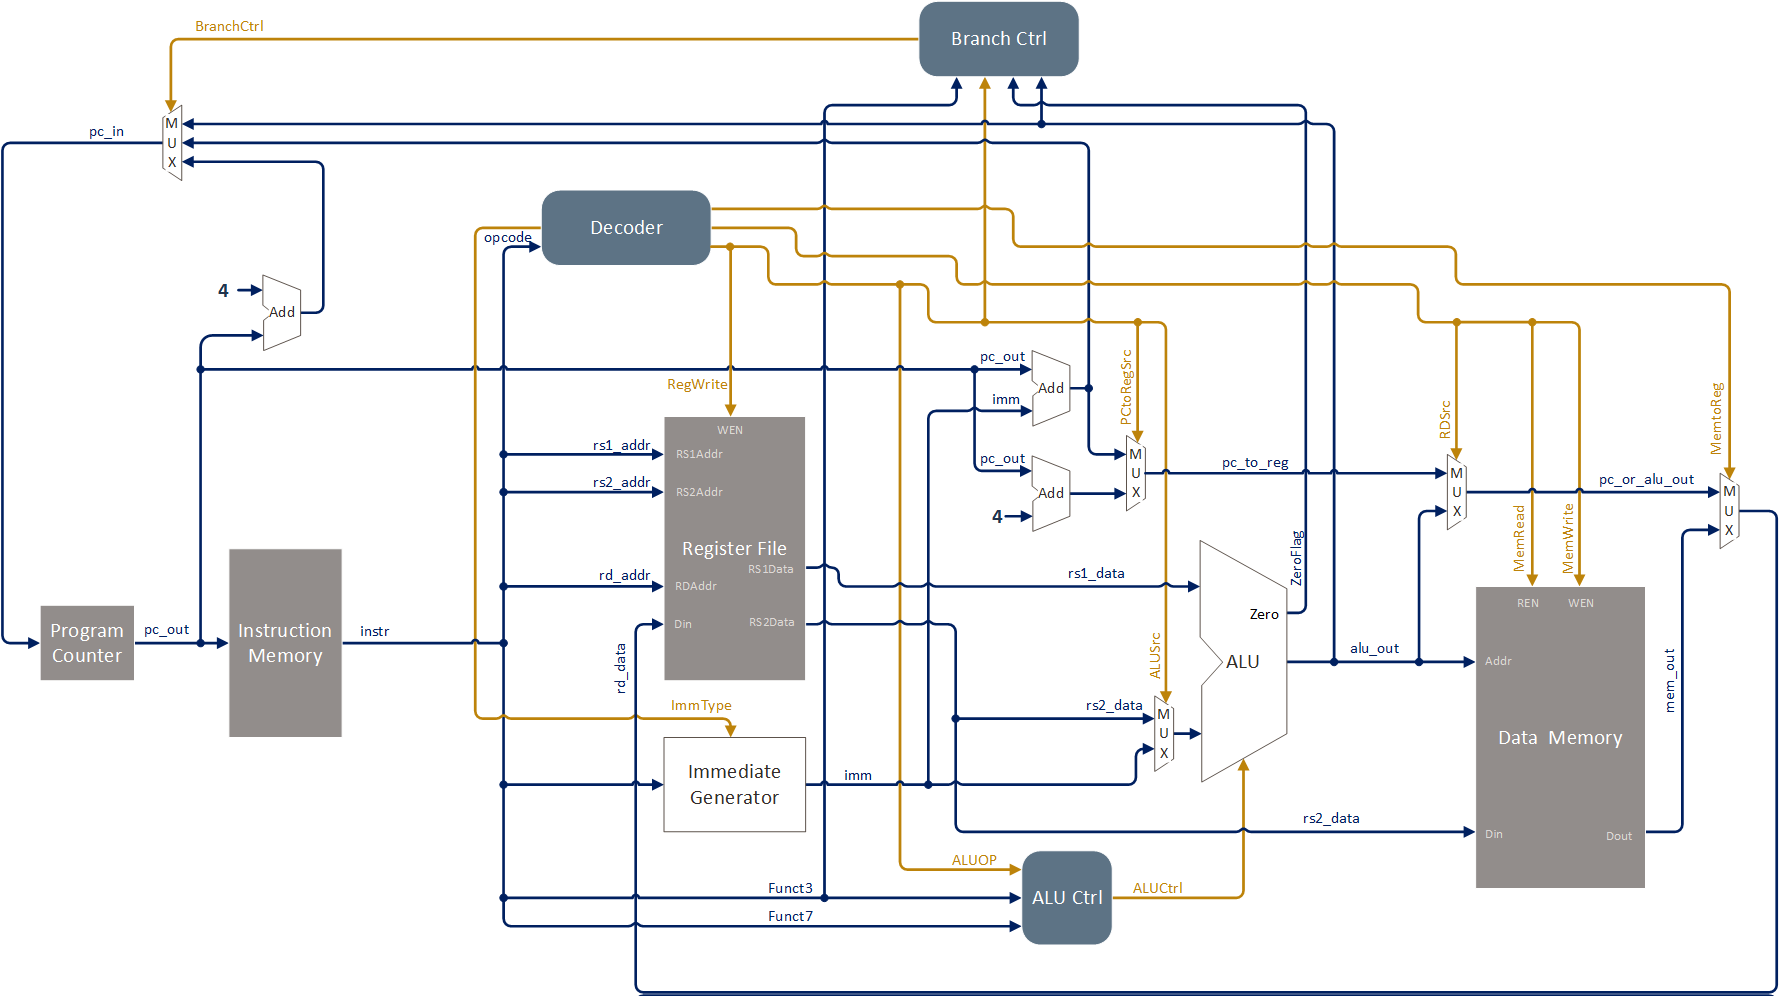 BranchCtrl
Branch Ctrl
pc_in
M
U
X
Decoder
opcode
4
Add
RegWrite
pc_out
Add
imm
PCtoRegSrc
pc_out
Add
4
M
U
X
pc_to_reg
RDSrc
M
U
X
pc_or_alu_out
MemtoReg
M
U
X
WEN
rs1_addr
RS1Addr
rs2_addr
RS2Addr
Register File
RS1Data
rd_addr
RDAddr
Din
RS2Data
rd_data
rs1_data
ZeroFlag
Zero
ALU
ALUSrc
alu_out
MemRead
MemWrite
REN
WEN
Addr
Data Memory
Din
Dout
mem_out
Program
Counter
pc_out
Instruction
Memory
instr
ImmType
Immediate
Generator
imm
rs2_data
M
U
X
rs2_data
ALUOP
ALU Ctrl
ALUCtrl
Funct3
Funct7